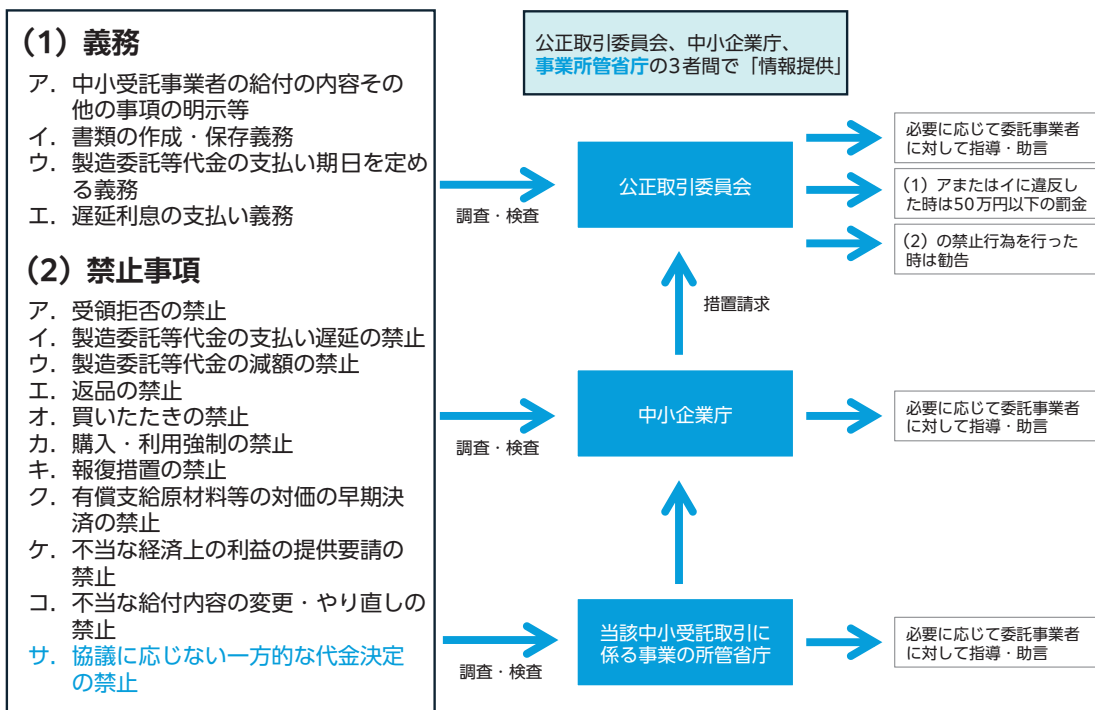 （1）義務
ア．中小受託事業者の給付の内容その
他の事項の明示等
イ．書類の作成・保存義務
ウ．製造委託等代金の支払い期日を定め
る義務
エ．遅延利息の支払い義務
（2）禁止事項
ア．受領拒否の禁止
イ．製造委託等代金の支払い遅延の禁止
ウ．製造委託等代金の減額の禁止
エ．返品の禁止
オ．買いたたきの禁止
カ．購入・利用強制の禁止
キ．報復措置の禁止
ク．有償支給原材料等の対価の早期決
済の禁止
ケ．不当な経済上の利益の提供要請の
禁止
コ．不当な給付内容の変更・やり直しの
禁止
サ．協議に応じない一方的な代金決定
の禁止
公正取引委員会、中小企業庁、
事業所管省庁の3者間で「情報提供」
調査・検査
公正取引委員会
必要に応じて委託事業者
に対して指導・助言
（1）アまたはイに違反し
た時は50万円以下の罰金
（2）の禁止行為を行った
時は勧告
措置請求
調査・検査
中小企業庁
必要に応じて委託事業者
に対して指導・助言
調査・検査
当該中小受託取引に
係る事業の所管省庁
必要に応じて委託事業者
に対して指導・助言